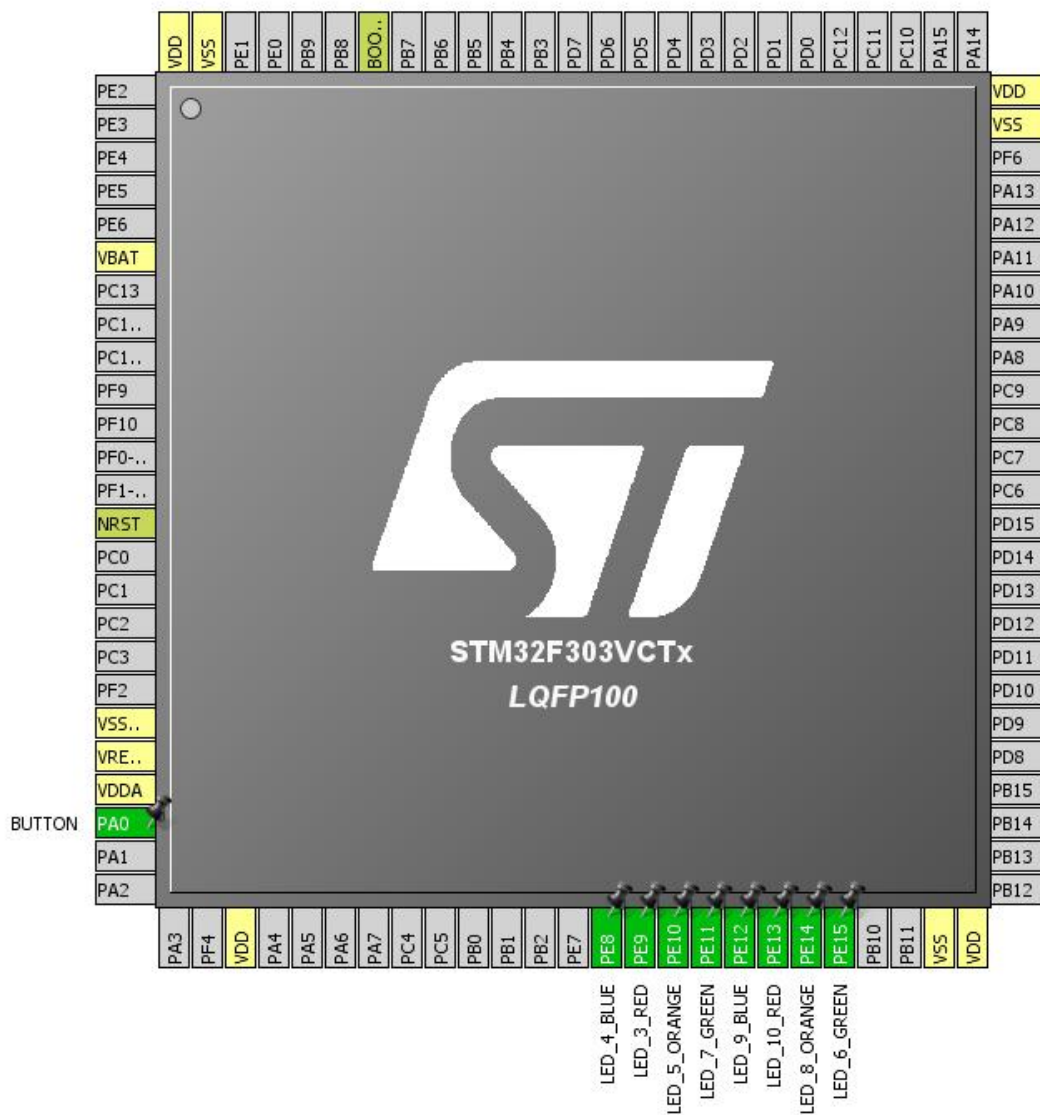 VDD
VSS
PE1
PE0
PB9
PB8
BOO..
PB7
PB6
PB5
PB4
PB3
PD7
PD6
PD5
PD4
PD3
PD2
PD1
PD0
PC12
PC11
PC10
PA15
PA14
PE2
PE3
PE4
PE5
PE6
VBAT
PC13
PC1..
PC1..
PF9
PF10
PF0-..
PF1-..
NRST
PC0
PC1
PC2
PC3
PF2
VSS..
VRE..
VDDA
BUTTON PA0
PA1
PA2
VDD
VSS
PF6
PA13
PA12
PA11
PA10
PA9
PA8
PC9
PC8
PC7
PC6
PD15
PD14
PD13
PD12
PD11
PD10
PD9
PD8
PB15
PB14
PB13
PB12
ST
STM32F303VCTx
LQFP100
PA3
PF4
VDD
PA4
PA5
PA6
PA7
PC4
PC5
PB0
PB1
PB2
PE7
PE8
PE9
PE10
PE11
PE12
PE13
PE14
PE15
PB10
PB11
VSS
VDD
LED_4_BLUE
LED_3_RED
LED_5_ORANGE
LED_7_GREEN
LED_9_BLUE
LED_10_RED
LED_8_ORANGE
LED_6_GREEN